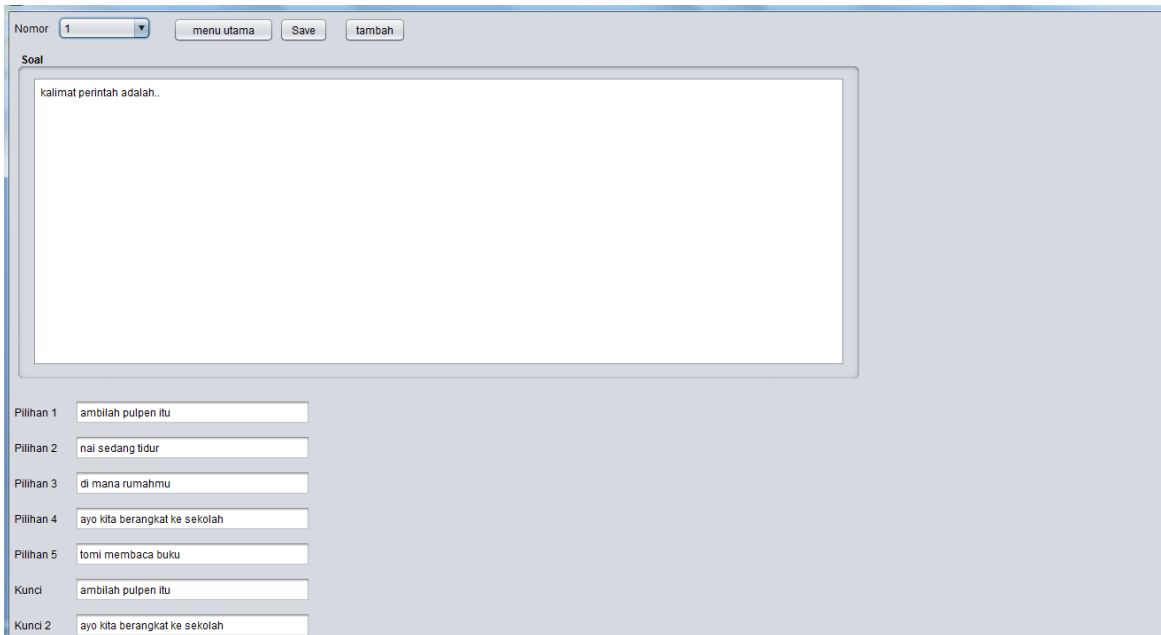 Nomor 1 menu utama Save tambah
Soal
kalimat perintah adalah..
Pilihan 1 ambilah pulpen itu
Pilihan 2 nai sedang tidur
Pilihan 3 di mana rumahmu
Pilihan 4 ayo kita berangkat ke sekolah
Pilihan 5 tomi membaca buku
Kunci ambilah pulpen itu
Kunci 2 ayo kita berangkat ke sekolah